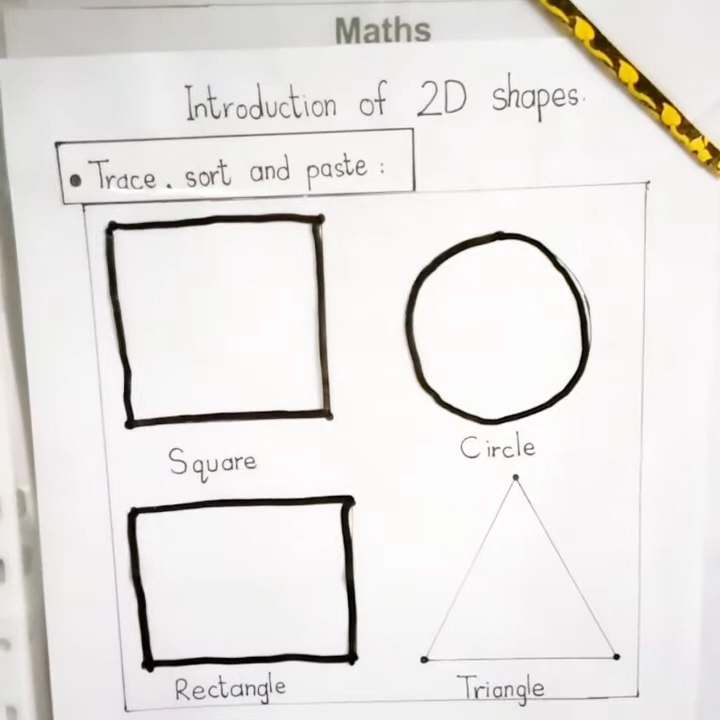 Maths
Introduction of 2D shapes.
• Trace, sort and paste :
Square
Circle
Rectangle
Triangle